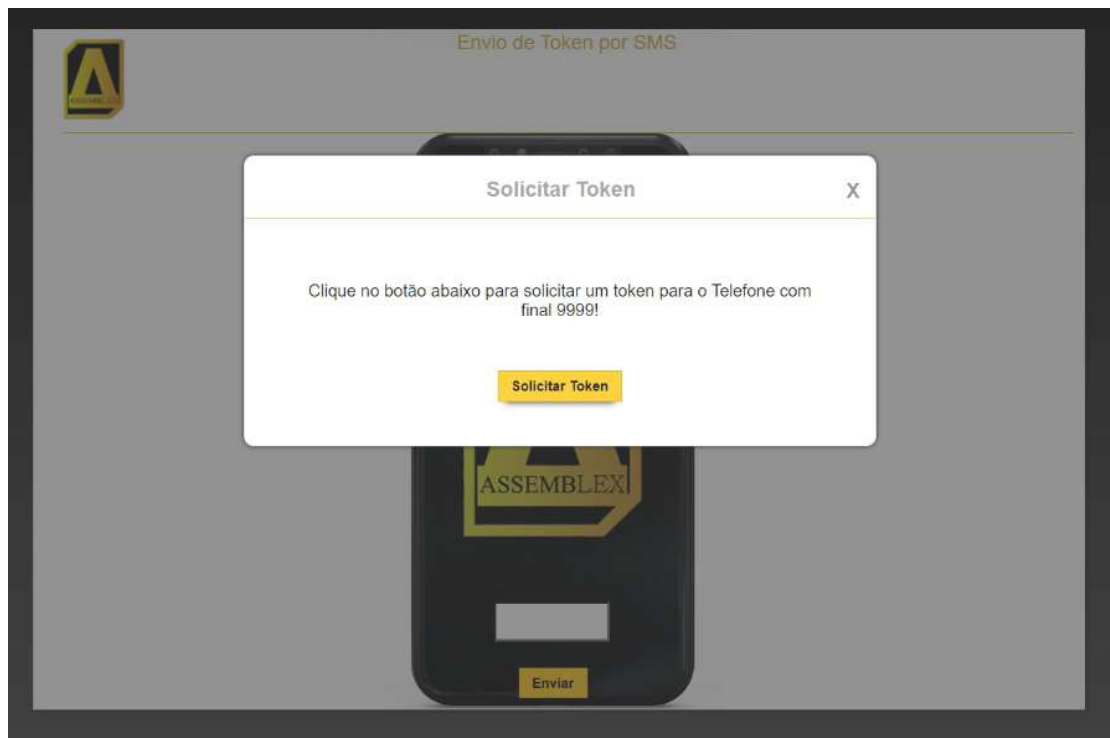 Envio de Token por SMS
ASSEMBLEX
Solicitar Token
X
Clique no botão abaixo para solicitar um token para o Telefone com
final 9999!
Solicitar Token
ASSEMBLEX
Enviar